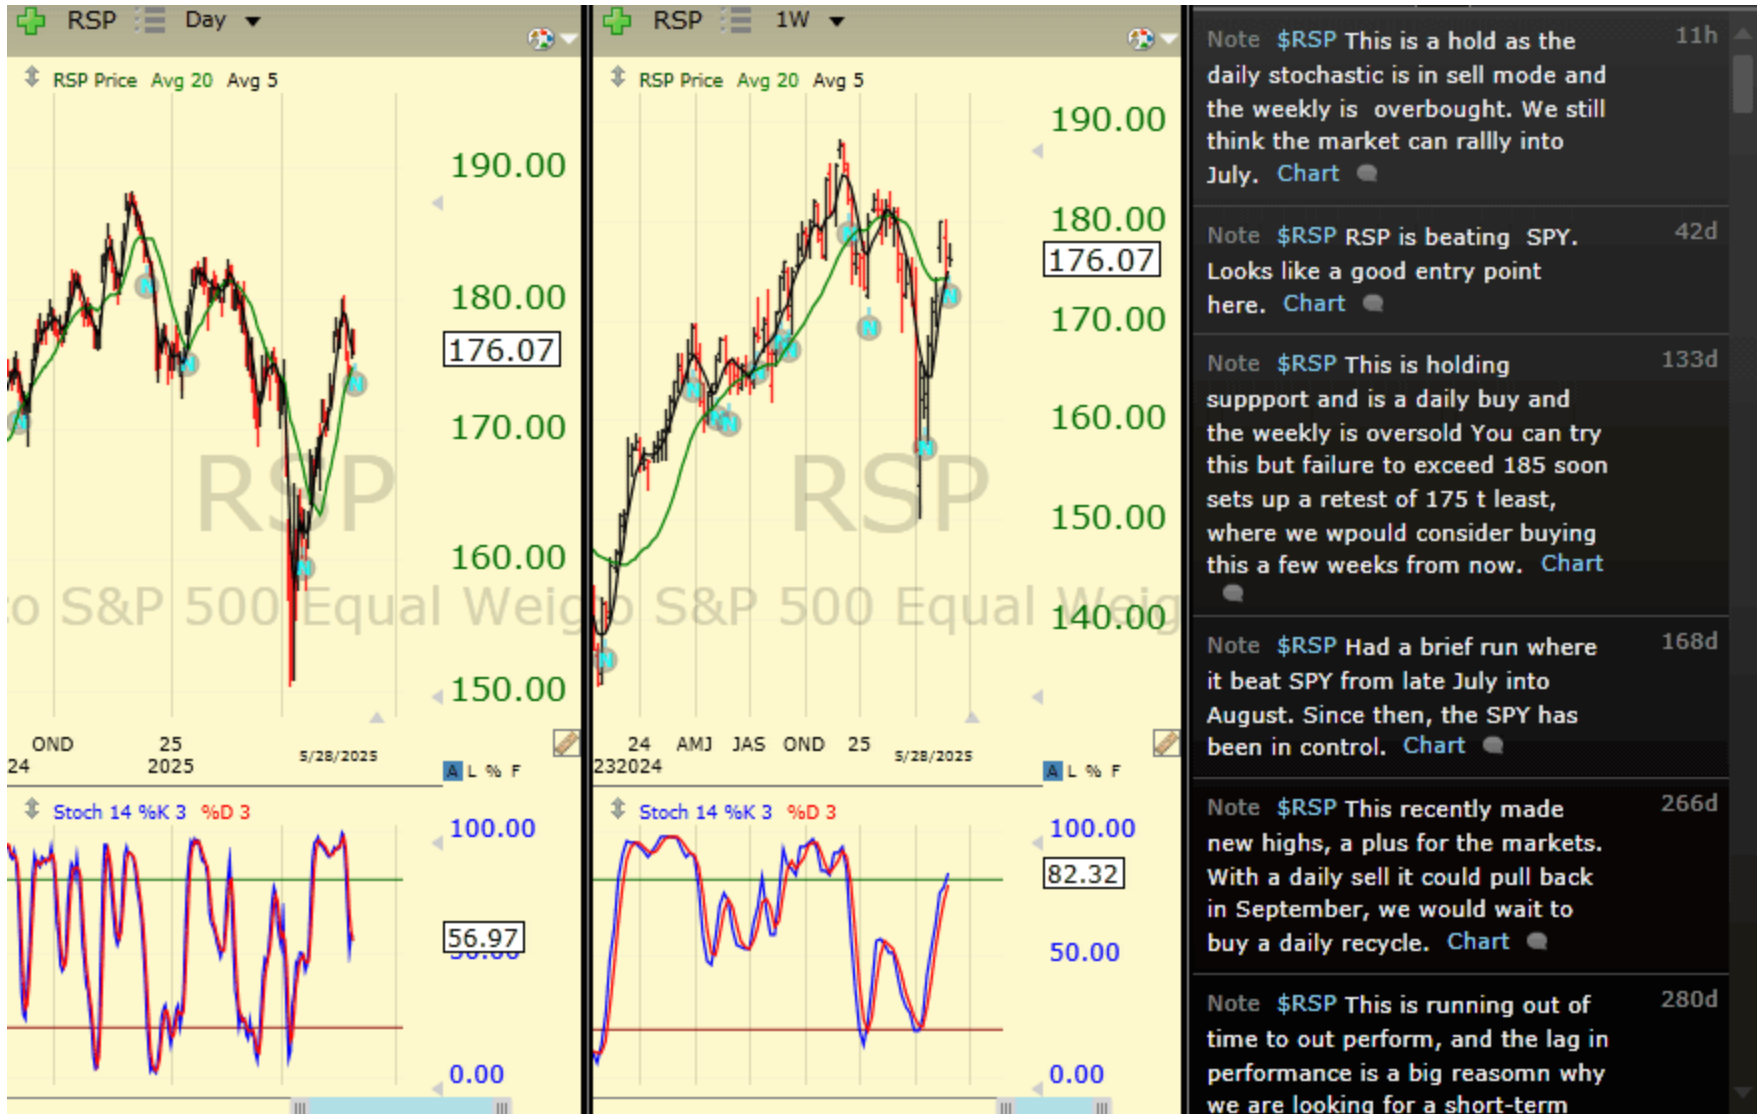 RSP Day
RSP Price Avg 20 Avg 5
190.00
180.00
176.07
170.00
160.00
150.00
RSP
o S&P 500 Equal Weig
OND 25
24 2025
5/28/2025
A L % F
Stoch 14 %K 3 %D 3
100.00
56.97
50.00
0.00
RSP 1W
RSP Price Avg 20 Avg 5
190.00
180.00
176.07
170.00
160.00
150.00
140.00
RSP
o S&P 500 Equal Weig
24 AMJ JAS OND 25
232024
5/28/2025
A L % F
Stoch 14 %K 3 %D 3
100.00
82.32
50.00
0.00
Note $RSP This is a hold as the 11h
daily stochastic is in sell mode and
the weekly is overbought. We still
think the market can rallly into
July. Chart
Note $RSP RSP is beating SPY. 42d
Looks like a good entry point
here. Chart
Note $RSP This is holding 133d
suppport and is a daily buy and
the weekly is oversold You can try
this but failure to exceed 185 soon
sets up a retest of 175 t least,
where we wpould consider buying
this a few weeks from now. Chart
Note $RSP Had a brief run where 168d
it beat SPY from late July into
August. Since then, the SPY has
been in control. Chart
Note $RSP This recently made 266d
new highs, a plus for the markets.
With a daily sell it could pull back
in September, we would wait to
buy a daily recycle. Chart
Note $RSP This is running out of 280d
time to out perform, and the lag in
performance is a big reasomn why
we are looking for a short-term